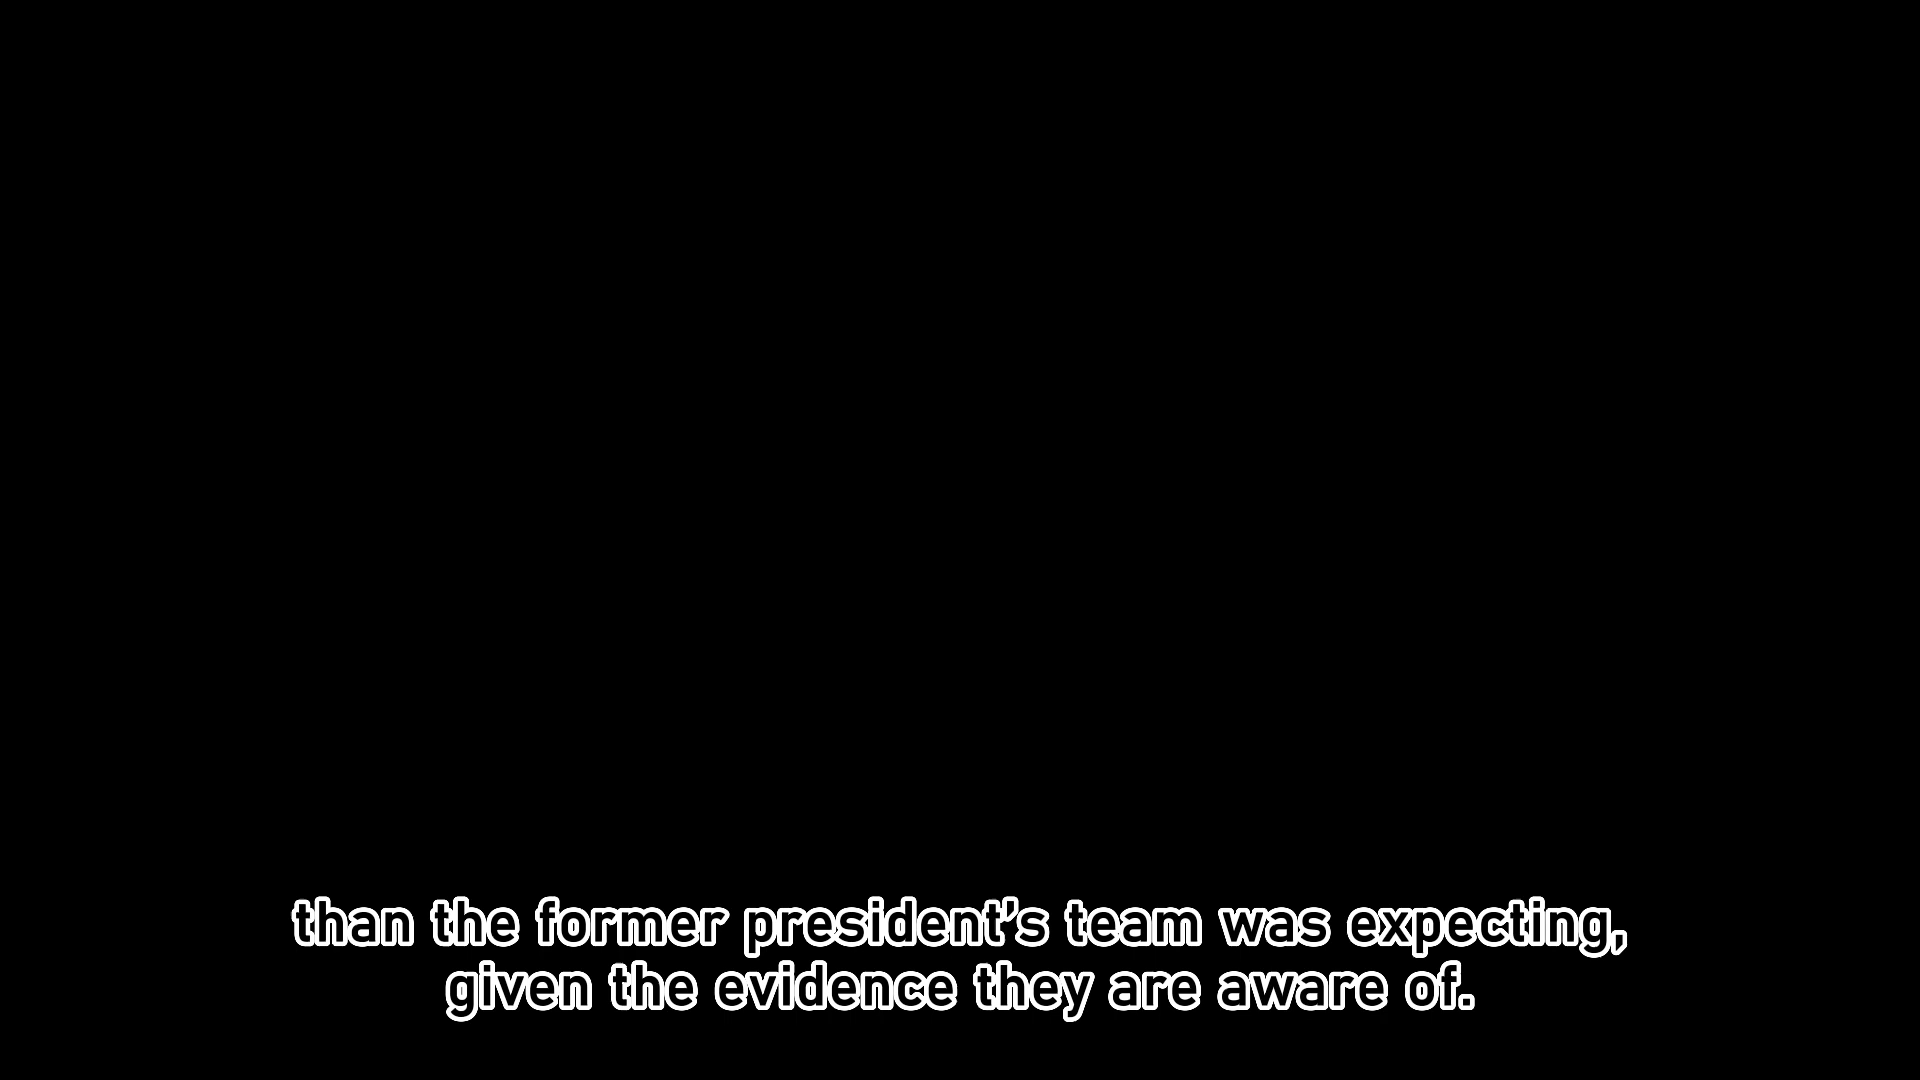 than the former president's team was expecting,
given the evidence they are aware of.